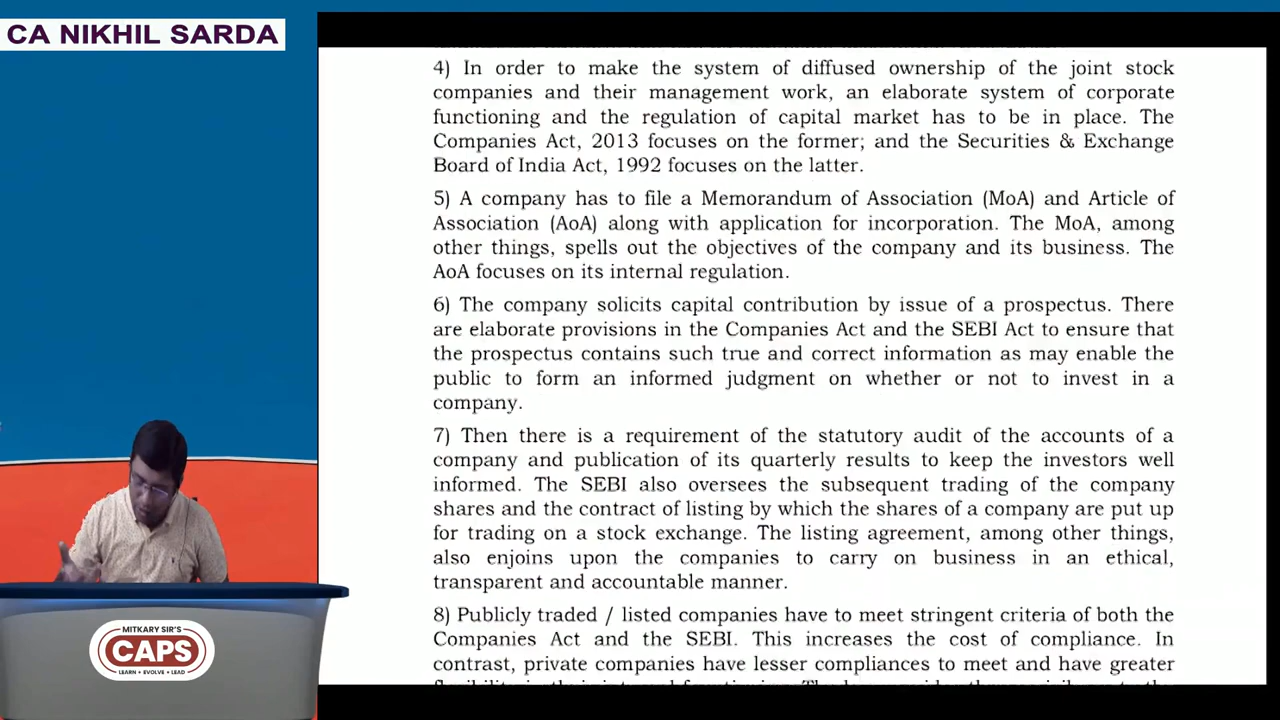 CA NIKHIL SARDA
4) In order to make the system of diffused ownership of the joint stock
companies and their management work, an elaborate system of corporate
functioning and the regulation of capital market has to be in place. The
Companies Act, 2013 focuses on the former; and the Securities & Exchange
Board of India Act, 1992 focuses on the latter.
5) A company has to file a Memorandum of Association (MoA) and Article of
Association (AoA) along with application for incorporation. The MoA, among
other things, spells out the objectives of the company and its business. The
AoA focuses on its internal regulation.
6) The company solicits capital contribution by issue of a prospectus. There
are elaborate provisions in the Companies Act and the SEBI Act to ensure that
the prospectus contains such true and correct information as may enable the
public to form an informed judgment on whether or not to invest in a
company.
7) Then there is a requirement of the statutory audit of the accounts of a
company and publication of its quarterly results to keep the investors well
informed. The SEBI also oversees the subsequent trading of the company
shares and the contract of listing by which the shares of a company are put up
for trading on a stock exchange. The listing agreement, among other things,
also enjoins upon the companies to carry on business in an ethical,
transparent and accountable manner.
8) Publicly traded / listed companies have to meet stringent criteria of both the
Companies Act and the SEBI. This increases the cost of compliance. In
contrast, private companies have lesser compliances to meet and have greater
MITKARY SIR'S
CAPS
LEARN • EVOLVE • LEAD